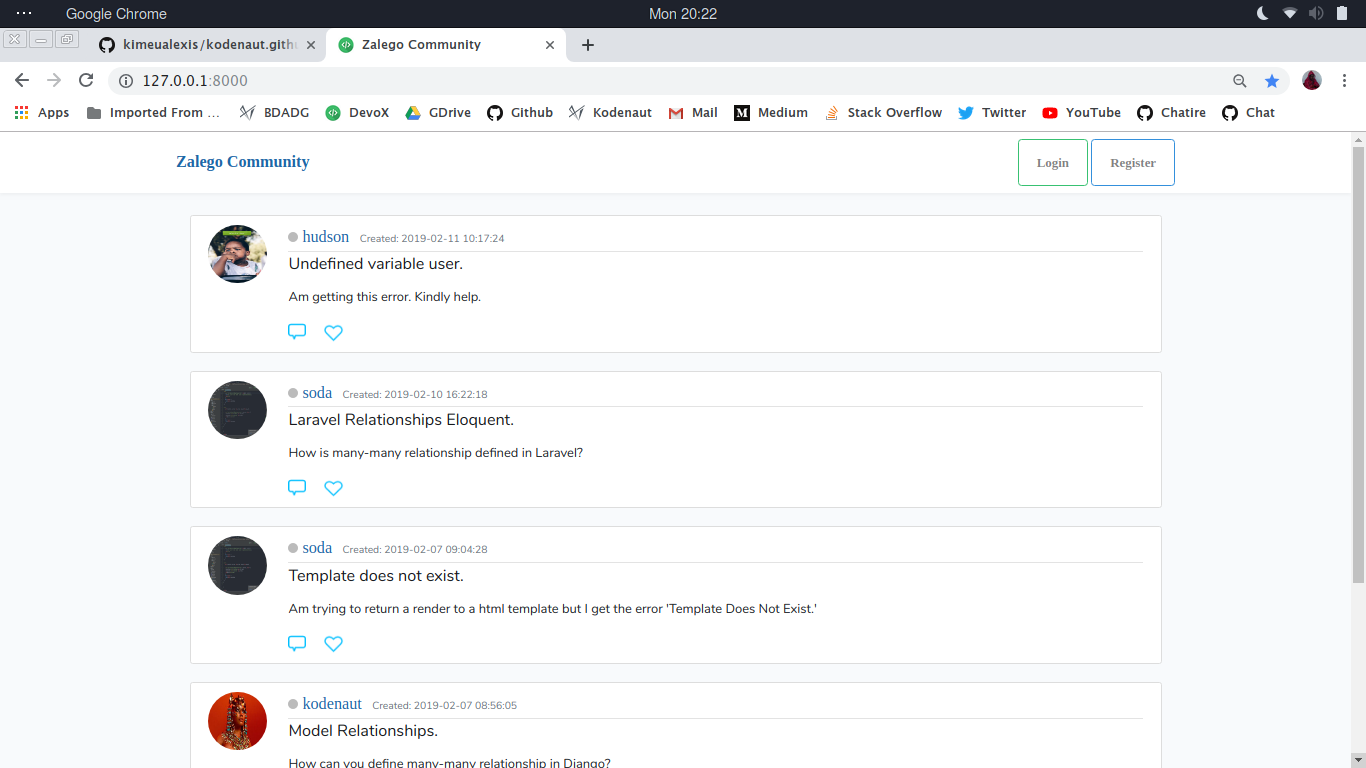 Google Chrome
Mon 20:22
kimeualexis/kodenaut.gith
Zalego Community
127.0.0.1:8000
Apps
Imported From ...
BDADG
DevoX
GDrive
Github
Kodenaut
Mail
Medium
Stack Overflow
Twitter
YouTube
Chatire
Chat
Zalego Community
Login
Register
hudson Created: 2019-02-11 10:17:24
Undefined variable user.
Am getting this error. Kindly help.
soda Created: 2019-02-10 16:22:18
Laravel Relationships Eloquent.
How is many-many relationship defined in Laravel?
soda Created: 2019-02-07 09:04:28
Template does not exist.
Am trying to return a render to a html template but I get the error 'Template Does Not Exist.'
kodenaut Created: 2019-02-07 08:56:05
Model Relationships.
How can you define many-many relationship in Django?